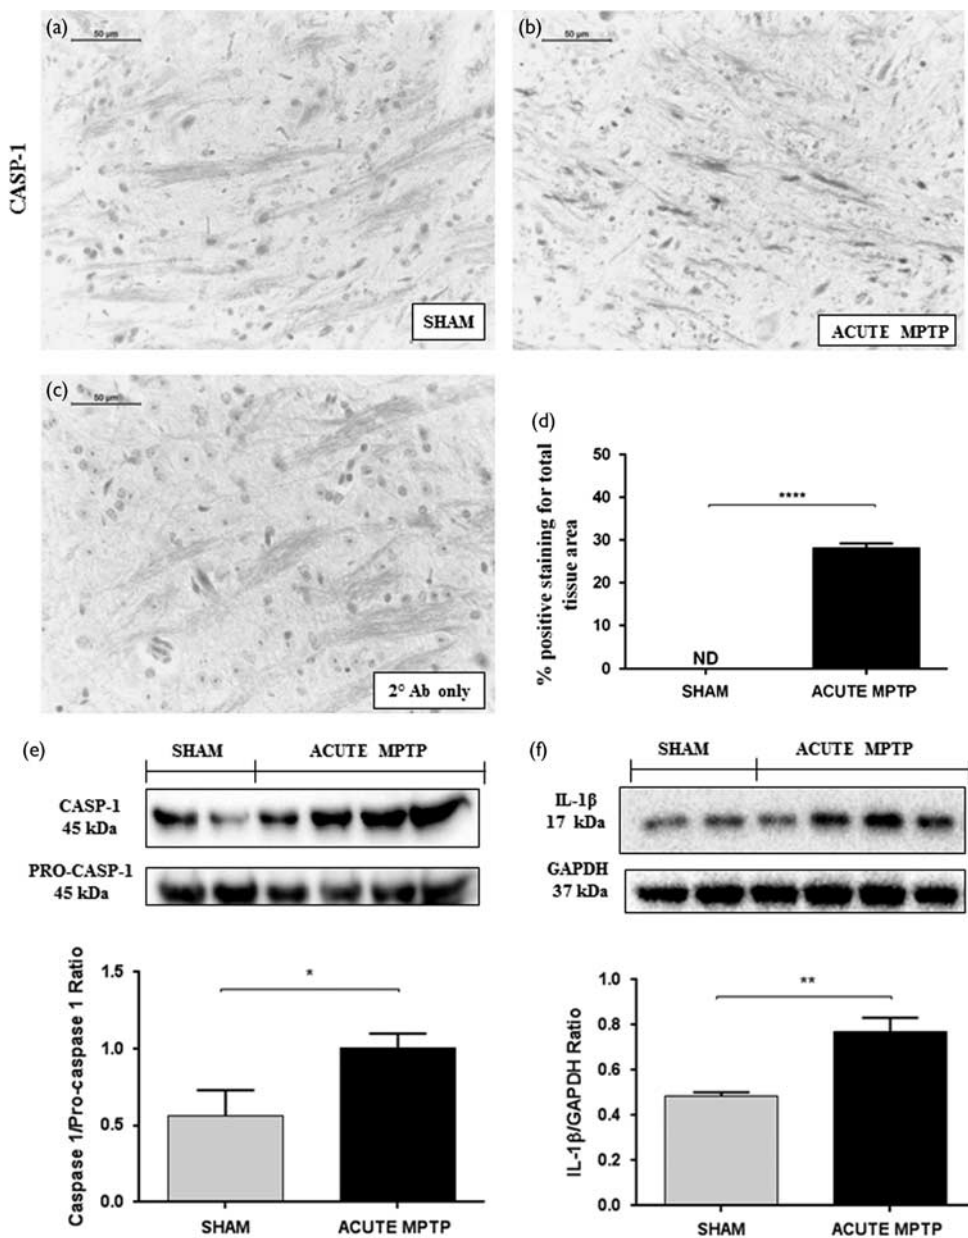 (a)
50 µm
CASP-1
SHAM
(b)
50 µm
ACUTE MPTP
(c)
50 µm
2° Ab only
(d)
% positive staining for total
tissue area
50
40
30
20
10
0
****
ND
SHAM
ACUTE MPTP
(e)
SHAM
ACUTE MPTP
CASP-1
45 kDa
PRO-CASP-1
45 kDa
Caspase 1/Pro-caspase 1 Ratio
1.5
1.0
0.5
0.0
*
SHAM
ACUTE MPTP
(f)
SHAM
ACUTE MPTP
IL-1β
17 kDa
GAPDH
37 kDa
IL-1β/GAPDH Ratio
1.0
0.8
0.6
0.4
0.2
0.0
**
SHAM
ACUTE MPTP